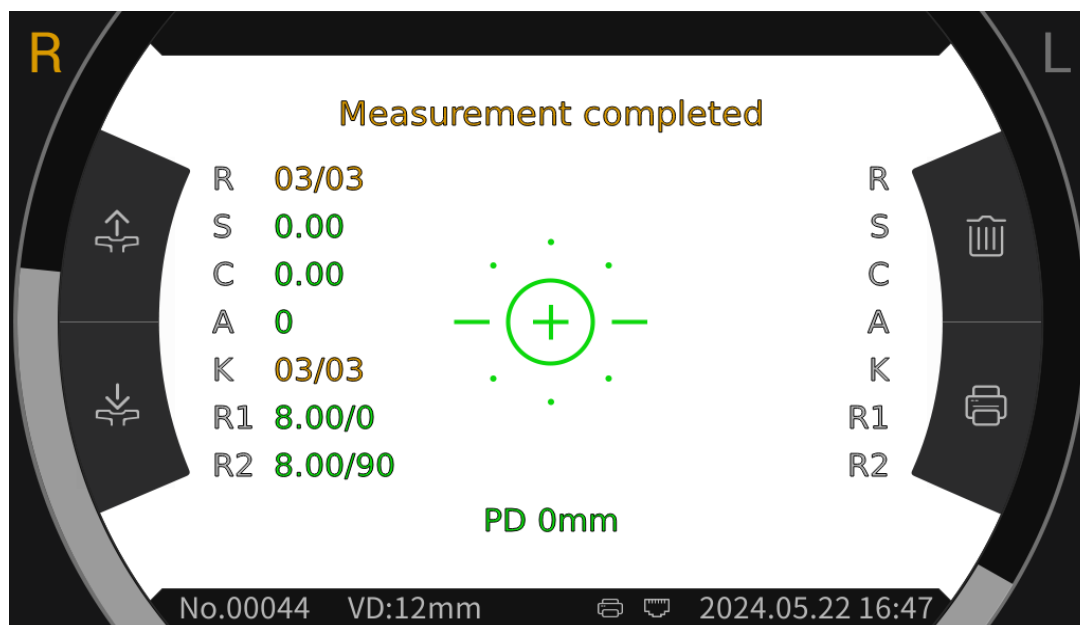 R L
Measurement completed
R 03/03 R
S 0.00 S
C 0.00 C
A 0 A
K 03/03 K
R1 8.00/0 R1
R2 8.00/90 R2
PD 0mm
No.00044 VD:12mm 2024.05.22 16:47